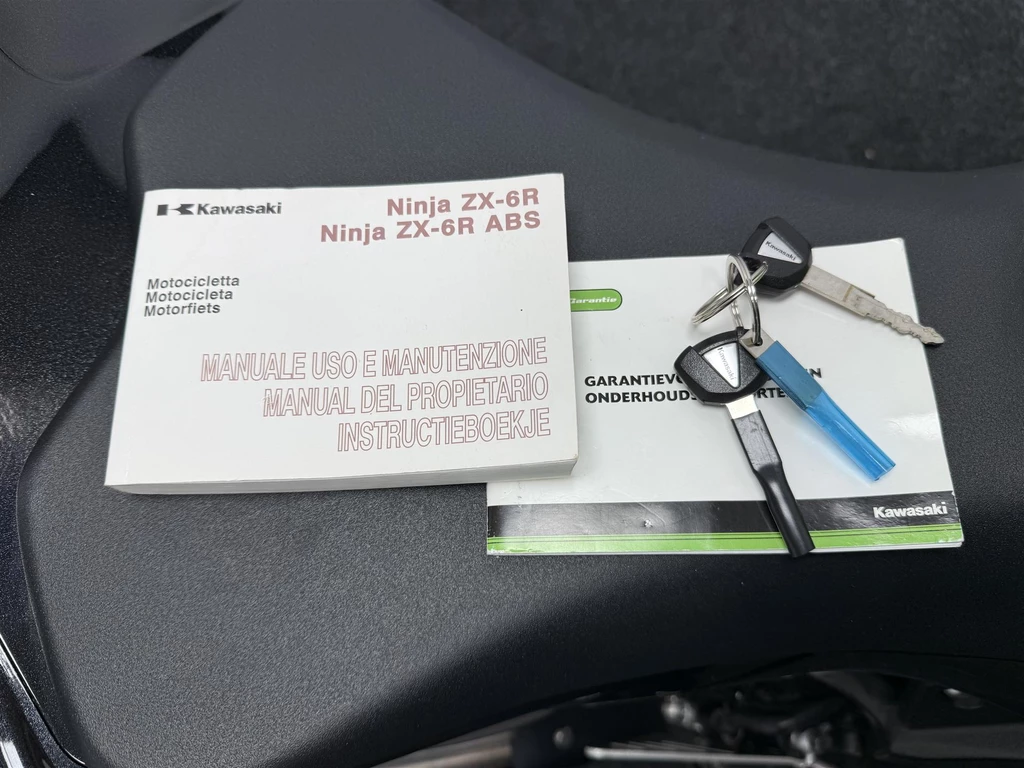 Kawasaki
Ninja ZX-6R
Ninja ZX-6R ABS
Motocicletta
Motocicleta
Motorfiets
MANUALE USO E MANUTENZIONE
MANUAL DEL PROPIETARIO
INSTRUCTIEBOEKJE
Garantie
Kawasaki
Kawasaki
Kawasaki